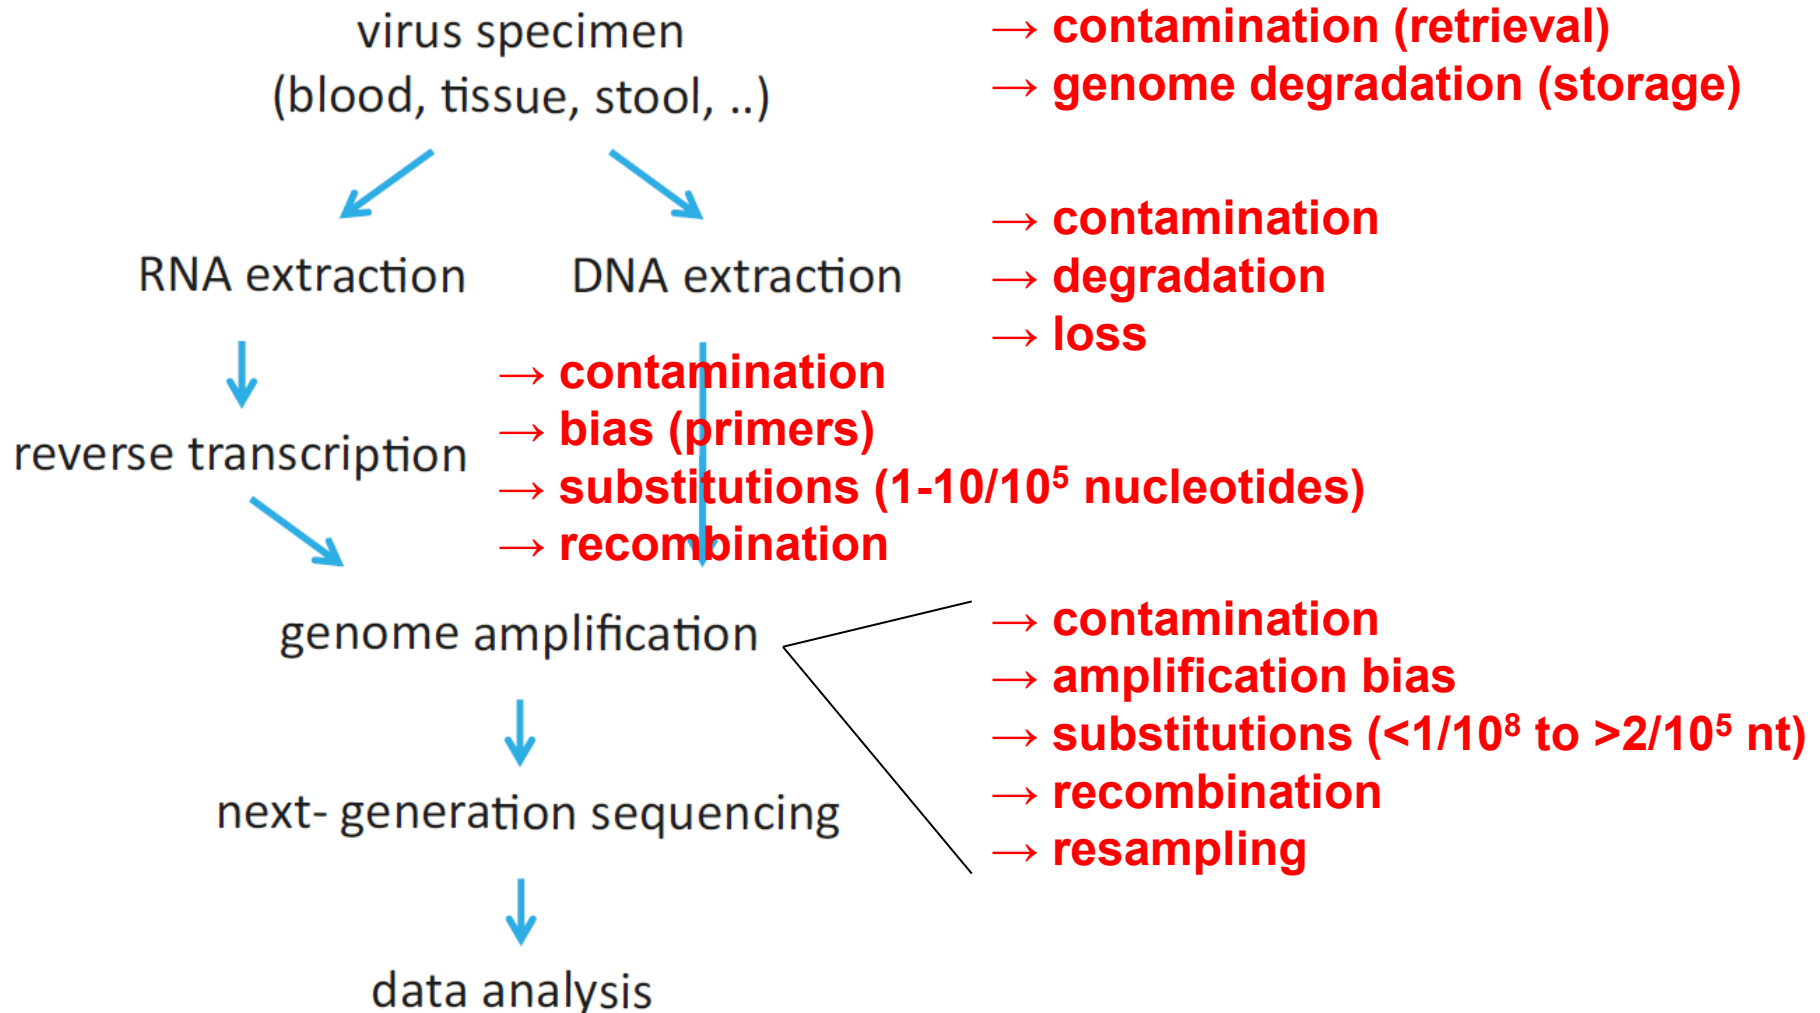 virus specimen
(blood, tissue, stool, ..)
→ contamination (retrieval)
→ genome degradation (storage)
RNA extraction
DNA extraction
→ contamination
→ degradation
→ loss
reverse transcription
→ contamination
→ bias (primers)
→ substitutions (1-10/10⁵ nucleotides)
→ recombination
genome amplification
→ contamination
→ amplification bias
→ substitutions (<1/10⁸ to >2/10⁵ nt)
→ recombination
→ resampling
next- generation sequencing
data analysis